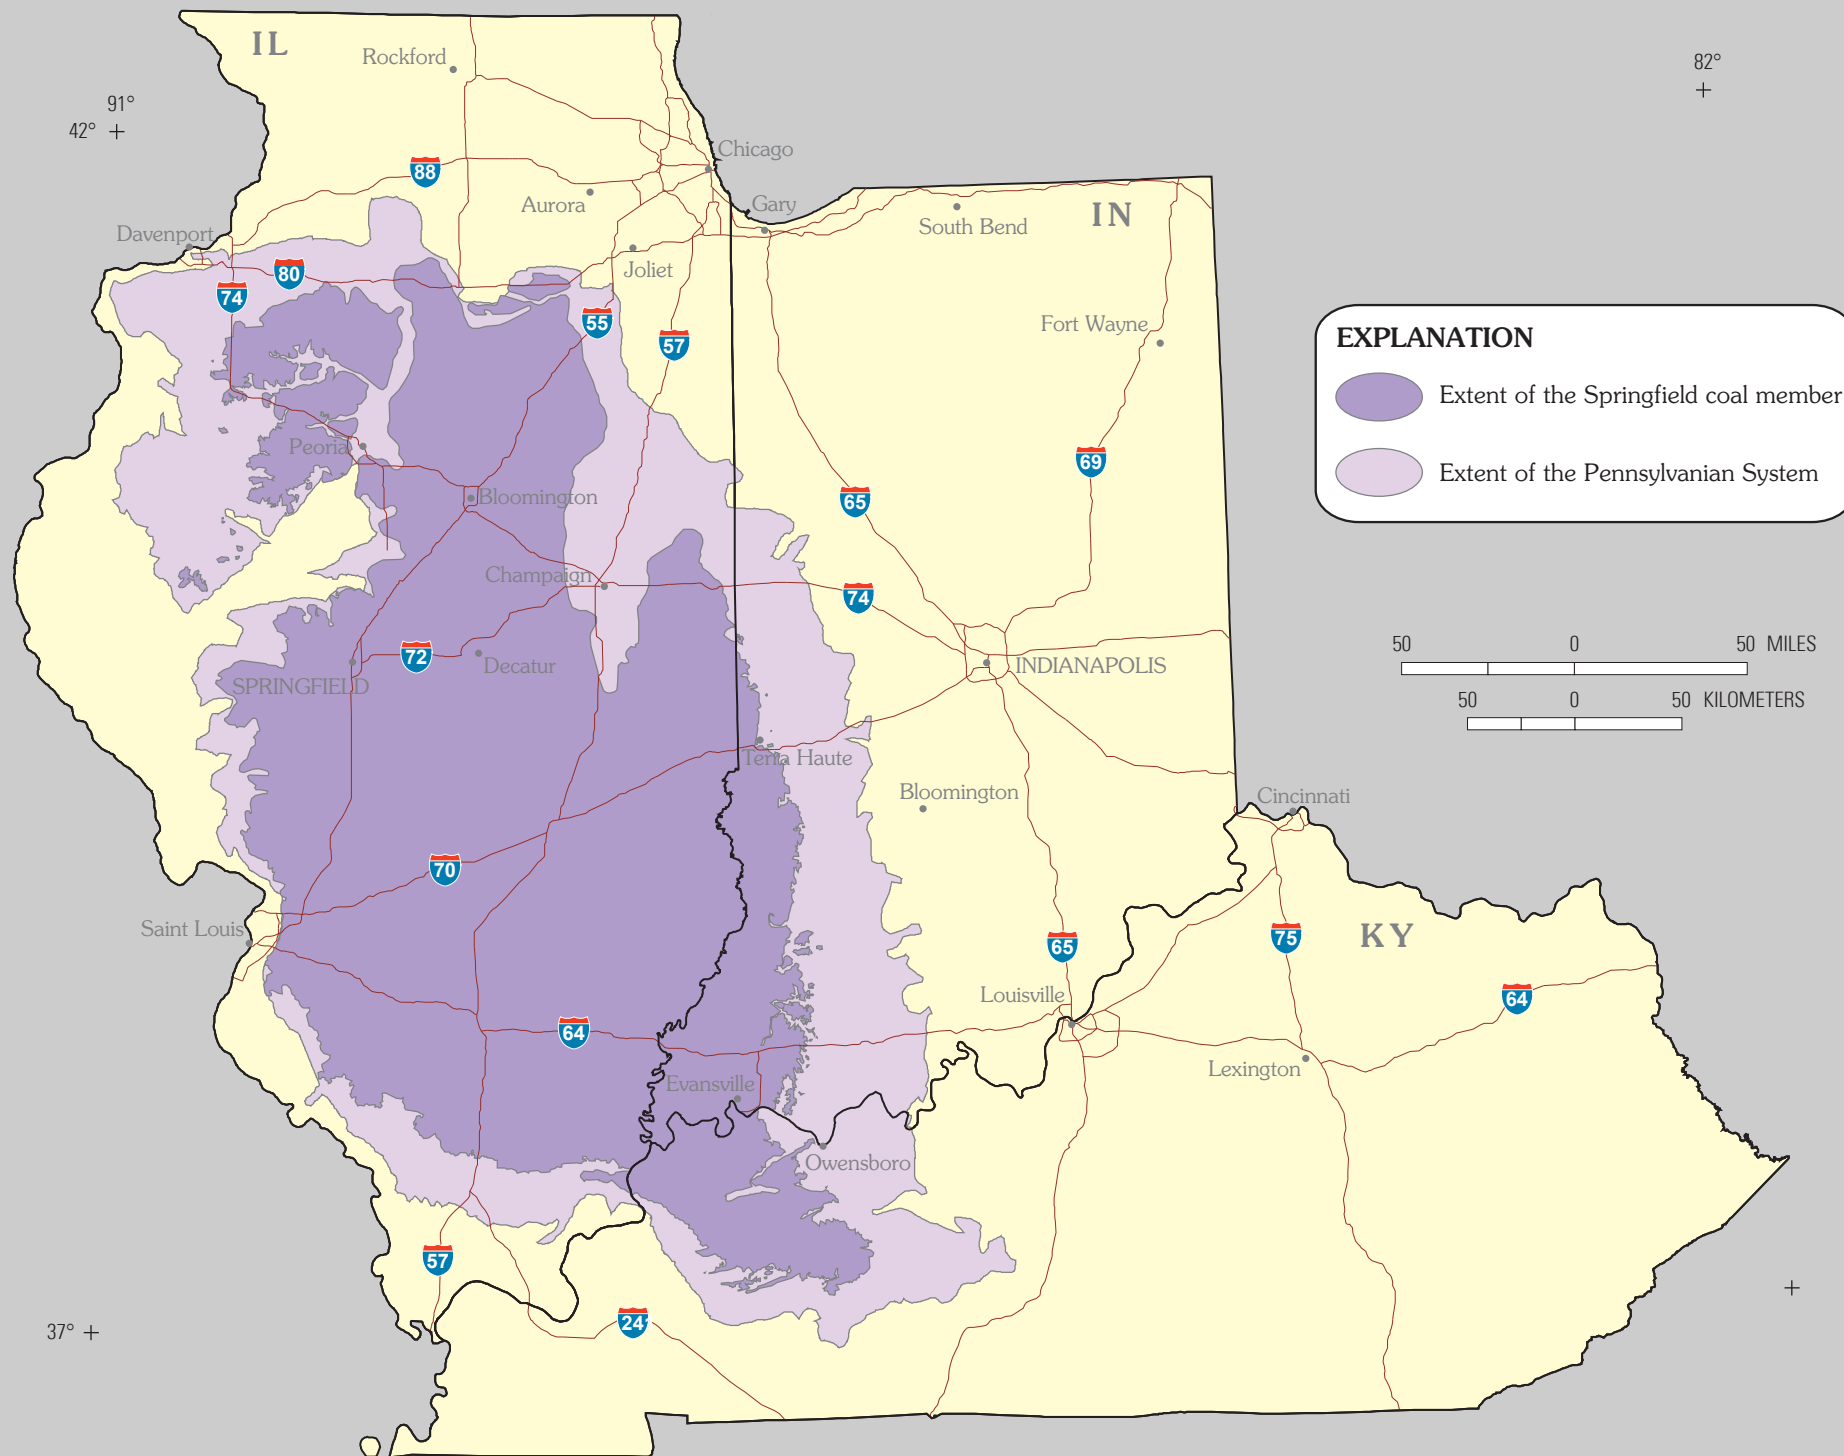 IL
Rockford
82°
91°
42°
Chicago
88
Aurora
Gary
IN
South Bend
Davenport
80
Joliet
74
55
57
Fort Wayne
EXPLANATION
Extent of the Springfield coal member
Extent of the Pennsylvanian System
Peoria
69
Bloomington
65
Champaign
74
72
Decatur
50 0 50 MILES
INDIANAPOLIS
SPRINGFIELD
50 0 50 KILOMETERS
Terra Haute
Bloomington
Cincinnati
70
Saint Louis
65
75
KY
Louisville
64
64
Lexington
Evansville
Owensboro
57
37°
24